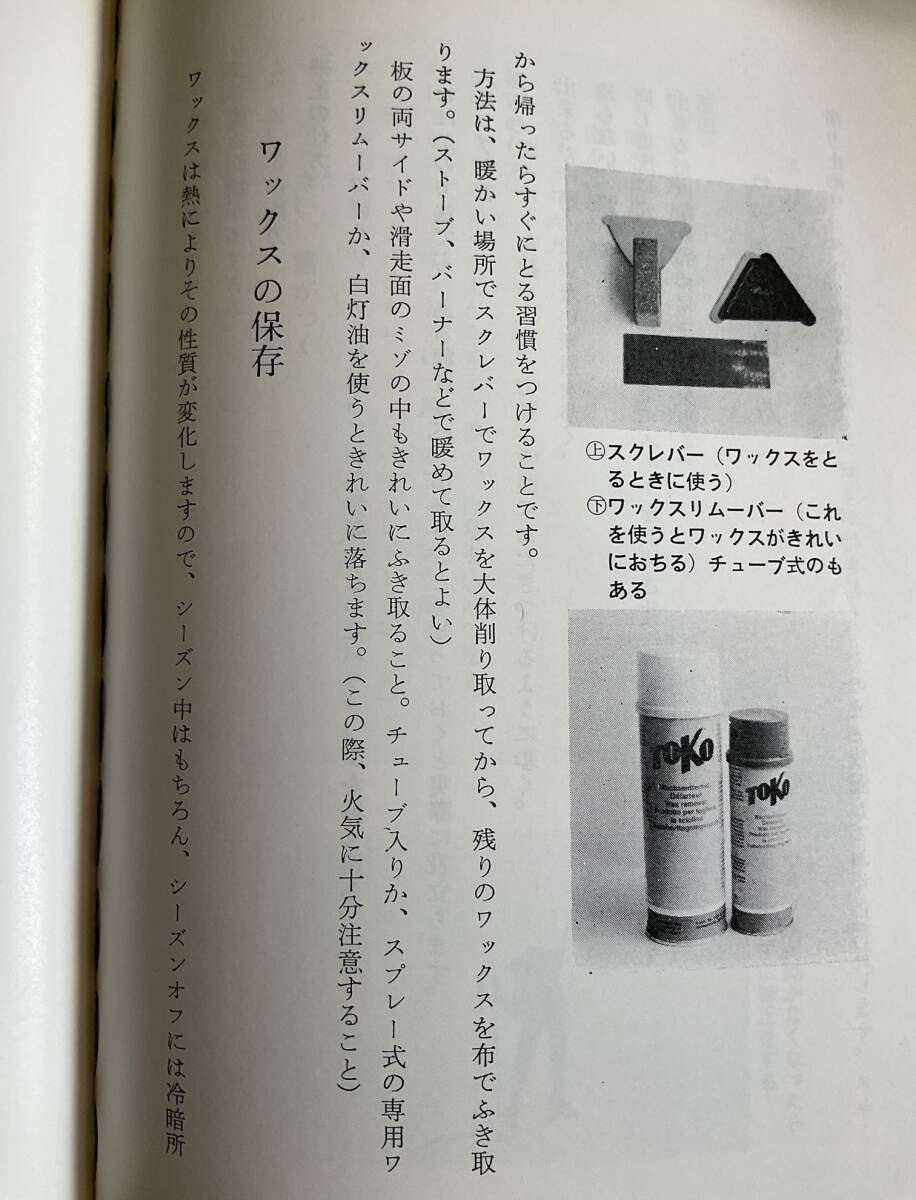 ㊤スクレバー（ワックスをと
るときに使う）
㊦ワックスリムーバー（これ
を使うとワックスがきれい
におちる）チューブ式のも
ある
TOKO
Défarteur
Wax remover
TOKO
から帰ったらすぐにとる習慣をつけることです。
方法は、暖かい場所でスクレバーでワックスを大体削り取ってから、残りのワックスを布でふき取
ります。（ストーブ、バーナーなどで暖めて取るとよい）
板の両サイドや滑走面のミゾの中もきれいにふき取ること。チューブ入りか、スプレー式の専用ワ
ックスリムーバーか、白灯油を使うときれいに落ちます。（この際、火気に十分注意すること）
ワックスの保存
ワックスは熱によりその性質が変化しますので、シーズン中はもちろん、シーズンオフには冷暗所